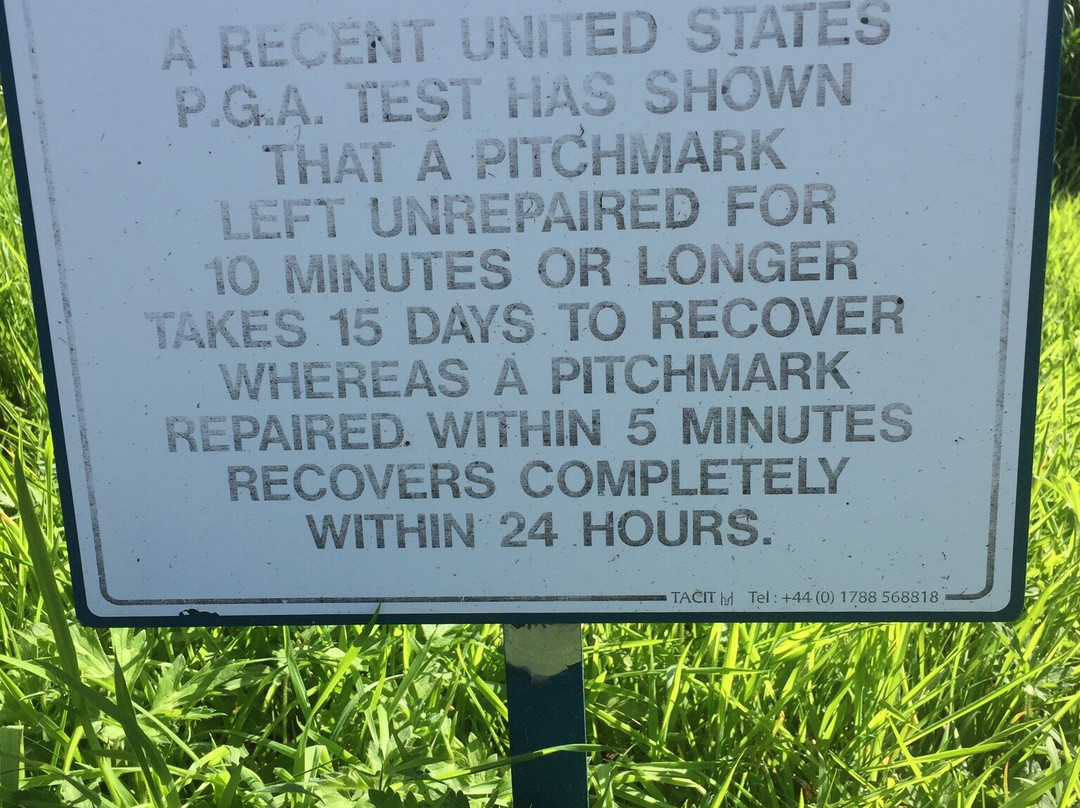 A RECENT UNITED STATES
P.G.A. TEST HAS SHOWN
THAT A PITCHMARK
LEFT UNREPAIRED FOR
10 MINUTES OR LONGER
TAKES 15 DAYS TO RECOVER
WHEREAS A PITCHMARK
REPAIRED WITHIN 5 MINUTES
RECOVERS COMPLETELY
WITHIN 24 HOURS.
TACIT Tel : +44 (0) 1788 568818